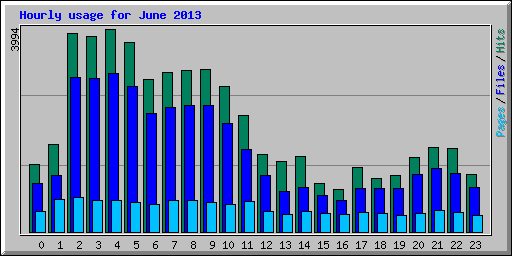 Hourly usage for June 2013
3994
Pages / Files / Hits
0 1 2 3 4 5 6 7 8 9 10 11 12 13 14 15 16 17 18 19 20 21 22 23